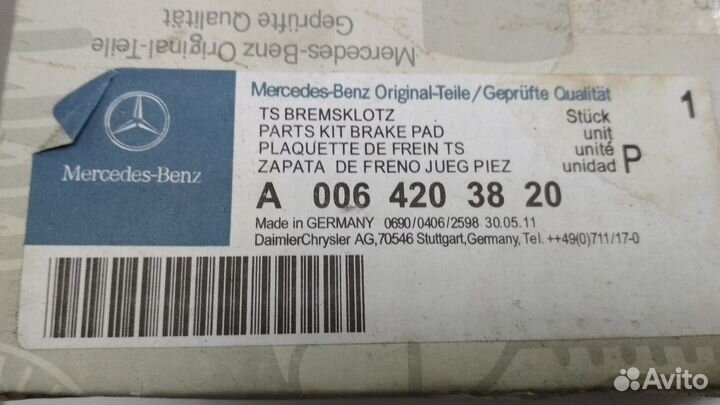 Mercedes-Benz Original-Teile
Geprüfte Qualität
Mercedes-Benz
Mercedes-Benz Original-Teile/Geprüfte Qualität
TS BREMSKLOTZ Stück 1
PARTS KIT BRAKE PAD unit
PLAQUETTE DE FREIN TS unité P
ZAPATA DE FRENO JUEG PIEZ unidad
A 006 420 38 20
Made in GERMANY 0690/0406/2598 30.05.11
DaimlerChrysler AG,70546 Stuttgart,Germany, Tel. ++49(0)711/17-0
Avito